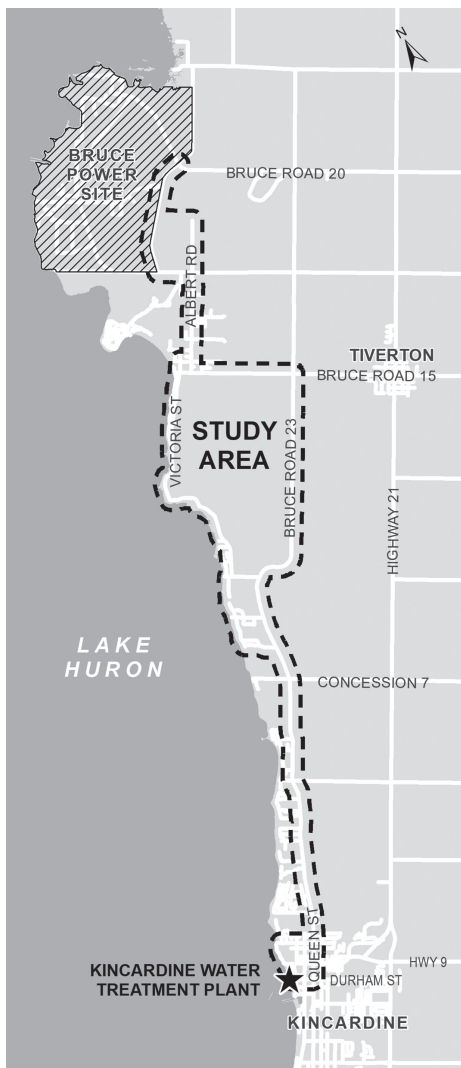 N
BRUCE
POWER
SITE
BRUCE ROAD 20
ALBERT RD
TIVERTON
BRUCE ROAD 15
VICTORIA ST
STUDY
AREA
BRUCE ROAD 23
HIGHWAY 21
LAKE
HURON
CONCESSION 7
QUEEN ST
KINCARDINE WATER
TREATMENT PLANT
HWY 9
DURHAM ST
KINCARDINE